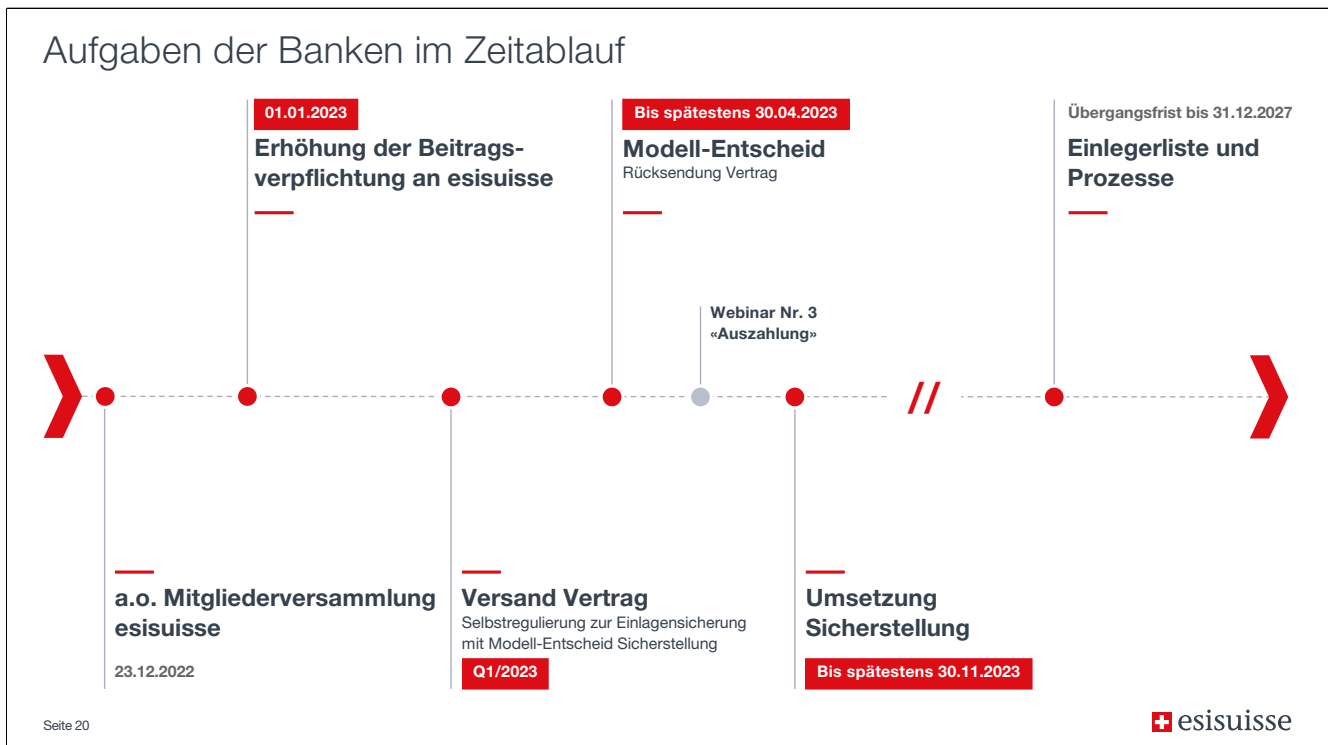 Aufgaben der Banken im Zeitablauf
01.01.2023
Erhöhung der Beitrags-
verpflichtung an esisuisse
Bis spätestens 30.04.2023
Modell-Entscheid
Rücksendung Vertrag
Übergangsfrist bis 31.12.2027
Einlegerliste und
Prozesse
Webinar Nr. 3
«Auszahlung»
//
a.o. Mitgliederversammlung
esisuisse
23.12.2022
Versand Vertrag
Selbstregulierung zur Einlagensicherung
mit Modell-Entscheid Sicherstellung
Q1/2023
Umsetzung
Sicherstellung
Bis spätestens 30.11.2023
Seite 20
esisuisse